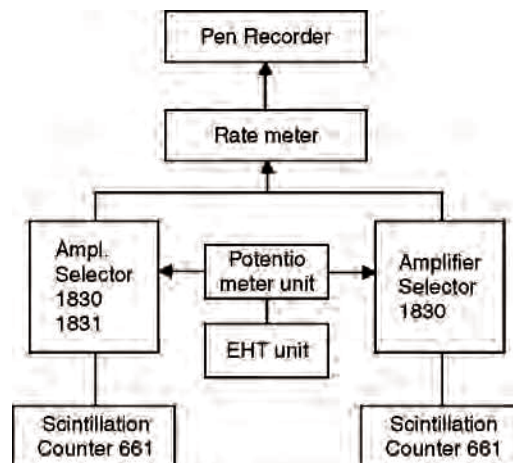 Pen Recorder
Rate meter
Ampl.
Selector
1830
1831
Potentio
meter unit
Amplifier
Selector
1830
EHT unit
Scintillation
Counter 661
Scintillation
Counter 661